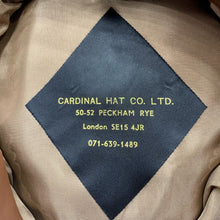 CARDINAL HAT CO. LTD.
50-52 PECKHAM RYE
London SE15 4JR
071-639-1489